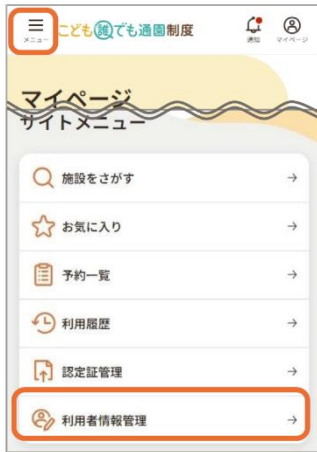 こども誰でも通園制度
メニュー
通知
マイページ
マイページ
サイトメニュー
施設をさがす
お気に入り
予約一覧
利用履歴
認定証管理
利用者情報管理